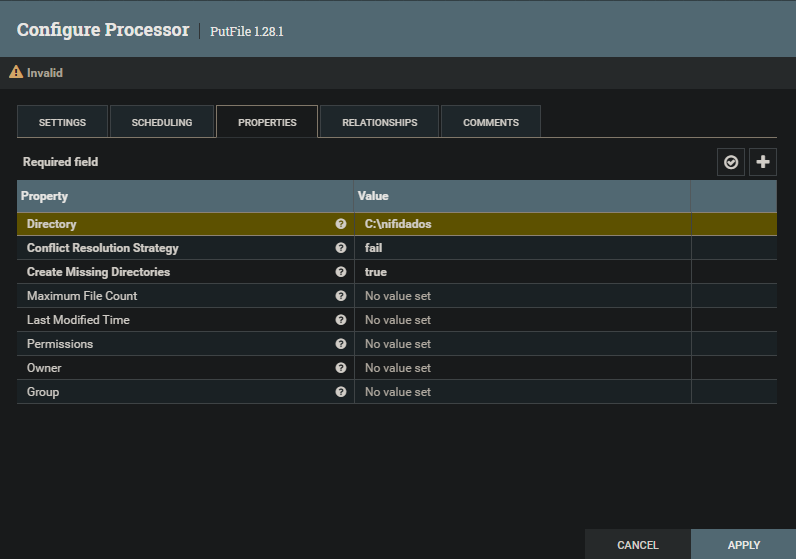 Configure Processor | PutFile 1.28.1
Invalid
SETTINGS SCHEDULING PROPERTIES RELATIONSHIPS COMMENTS
Required field
Property Value
Directory C:\nifidados
Conflict Resolution Strategy fail
Create Missing Directories true
Maximum File Count No value set
Last Modified Time No value set
Permissions No value set
Owner No value set
Group No value set
CANCEL APPLY